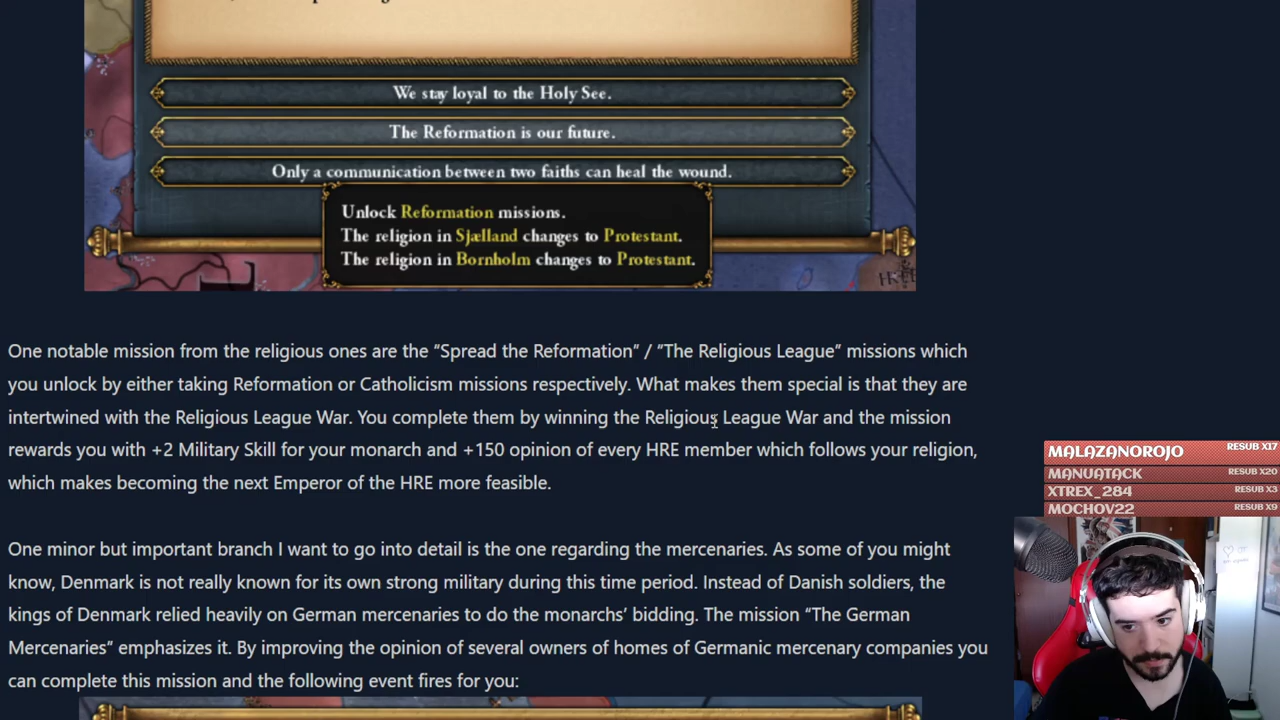 We stay loyal to the Holy See.
The Reformation is our future.
Only a communication between two faiths can heal the wound.
Unlock Reformation missions.
The religion in Sjælland changes to Protestant.
The religion in Bornholm changes to Protestant.
One notable mission from the religious ones are the “Spread the Reformation” / “The Religious League” missions which
you unlock by either taking Reformation or Catholicism missions respectively. What makes them special is that they are
intertwined with the Religious League War. You complete them by winning the Religious League War and the mission
rewards you with +2 Military Skill for your monarch and +150 opinion of every HRE member which follows your religion,
which makes becoming the next Emperor of the HRE more feasible.
One minor but important branch I want to go into detail is the one regarding the mercenaries. As some of you might
know, Denmark is not really known for its own strong military during this time period. Instead of Danish soldiers, the
kings of Denmark relied heavily on German mercenaries to do the monarchs’ bidding. The mission “The German
Mercenaries” emphasizes it. By improving the opinion of several owners of homes of Germanic mercenary companies you
can complete this mission and the following event fires for you:
MALAZANOROJO RESUB X17
MANUATACK RESUB X20
XTREX_284 RESUB X3
MOCHOV22 RESUB X9